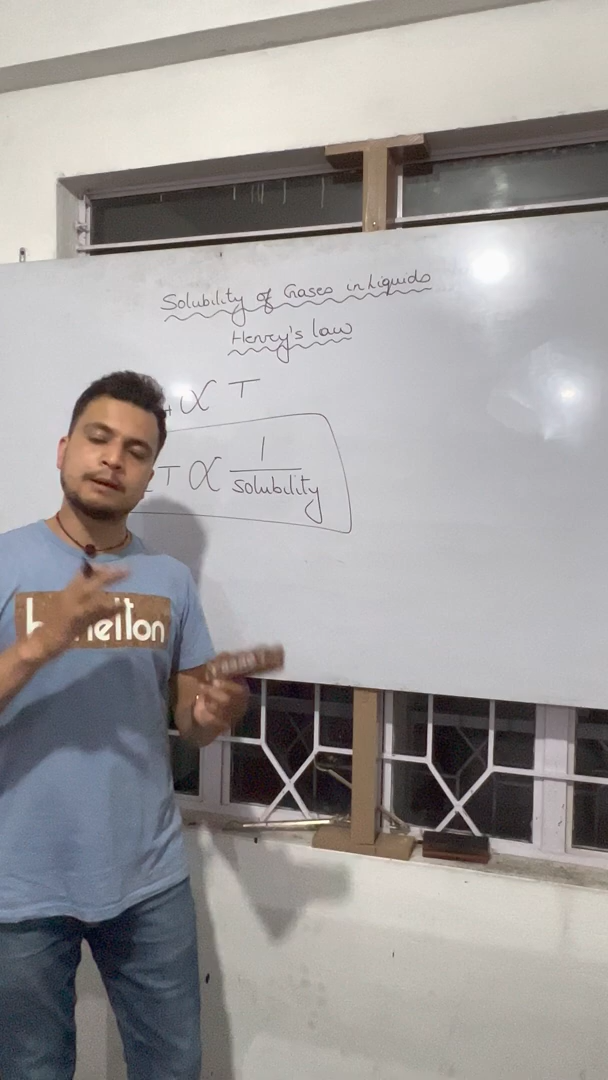 Solubility of Gases in Liquids
Henry's law
H ∝ T
T ∝ 1/solubility